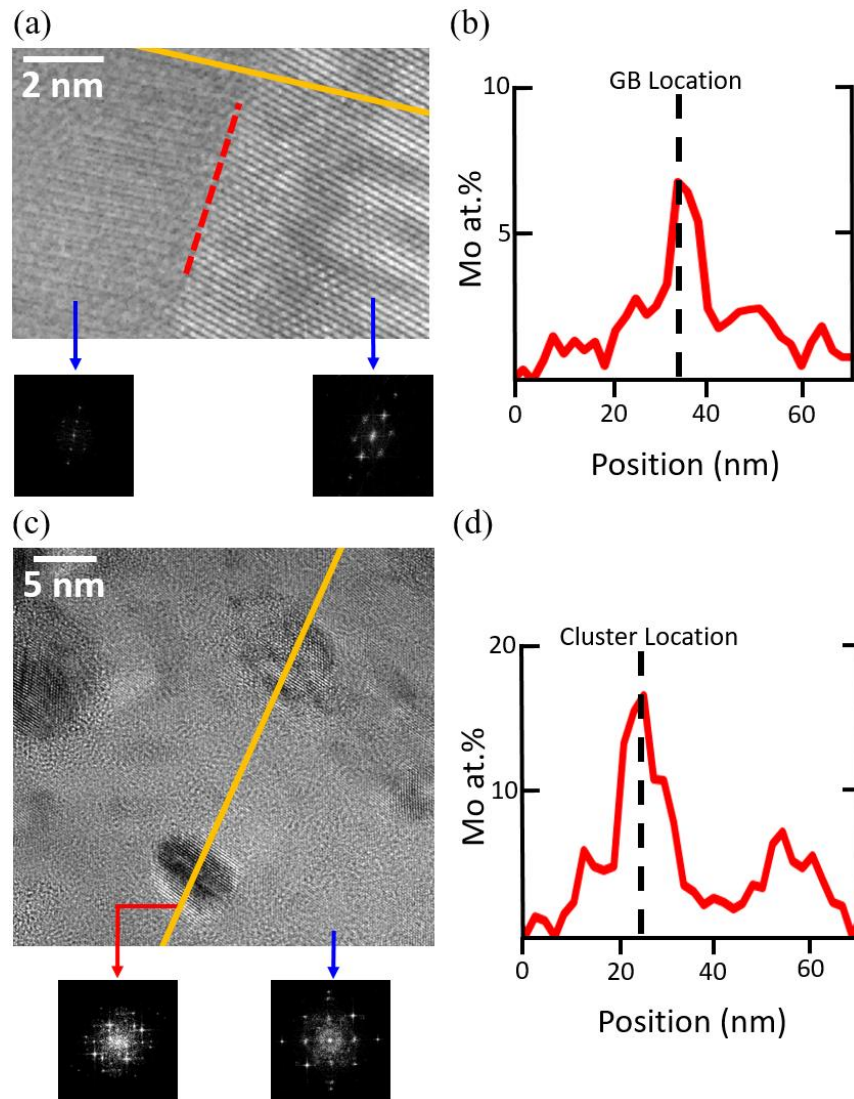 (a)
2 nm
(b)
GB Location
10
5
Mo at.%
0
20
40
60
Position (nm)
(c)
5 nm
(d)
Cluster Location
20
10
Mo at.%
0
0
20
40
60
Position (nm)